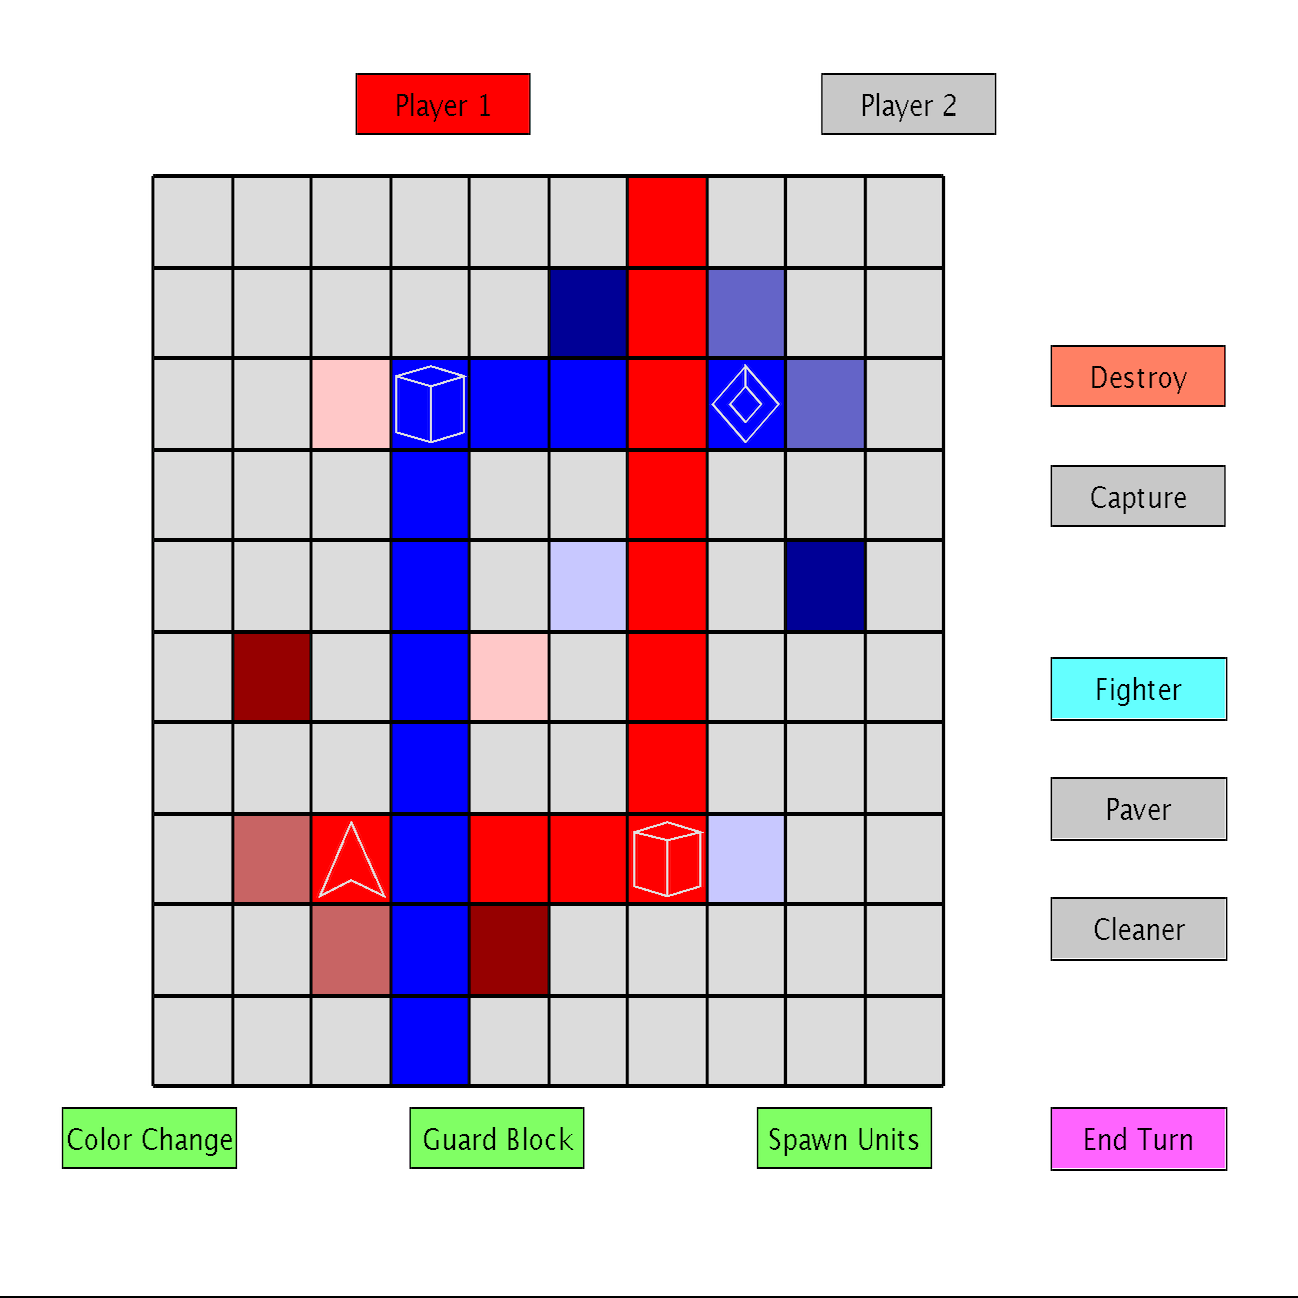 Player 1
Player 2
Destroy
Capture
Fighter
Paver
Cleaner
Color Change
Guard Block
Spawn Units
End Turn